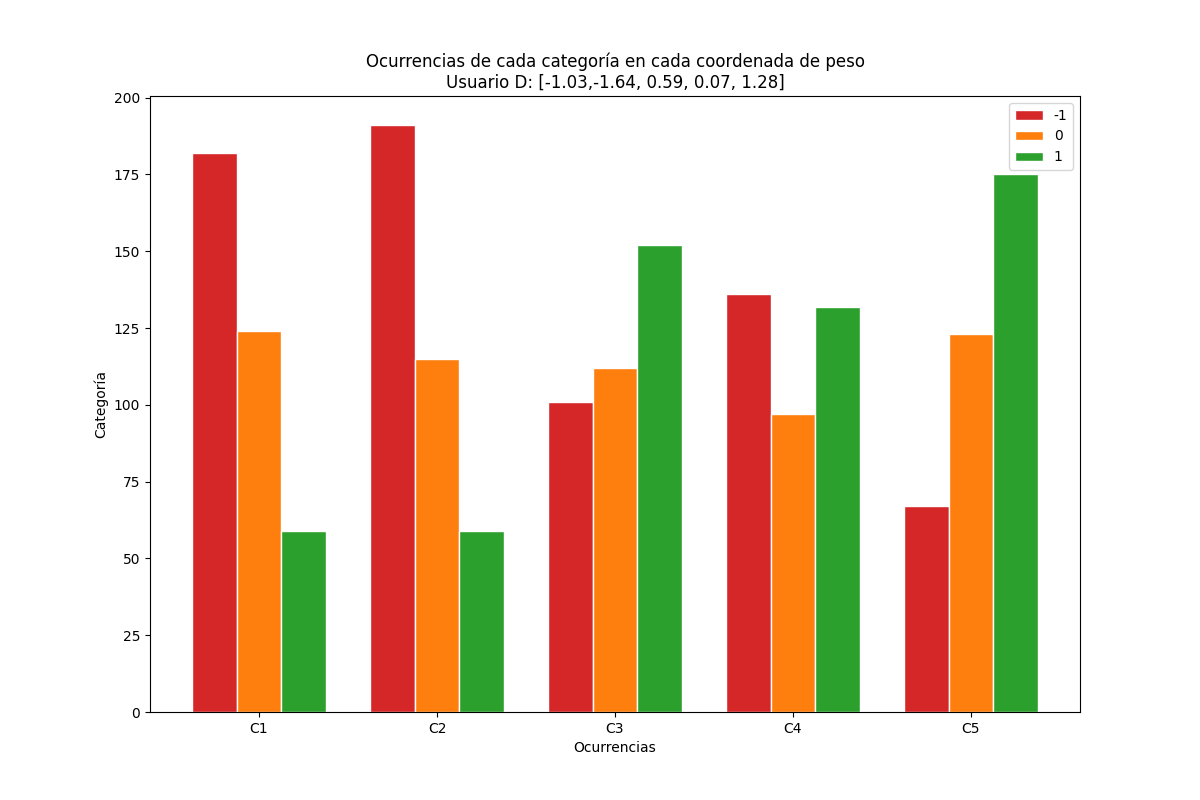 Ocurrencias de cada categoría en cada coordenada de peso
Usuario D: [-1.03,-1.64, 0.59, 0.07, 1.28]
-1
0
1
Categoría
200
175
150
125
100
75
50
25
0
C1 C2 C3 C4 C5
Ocurrencias